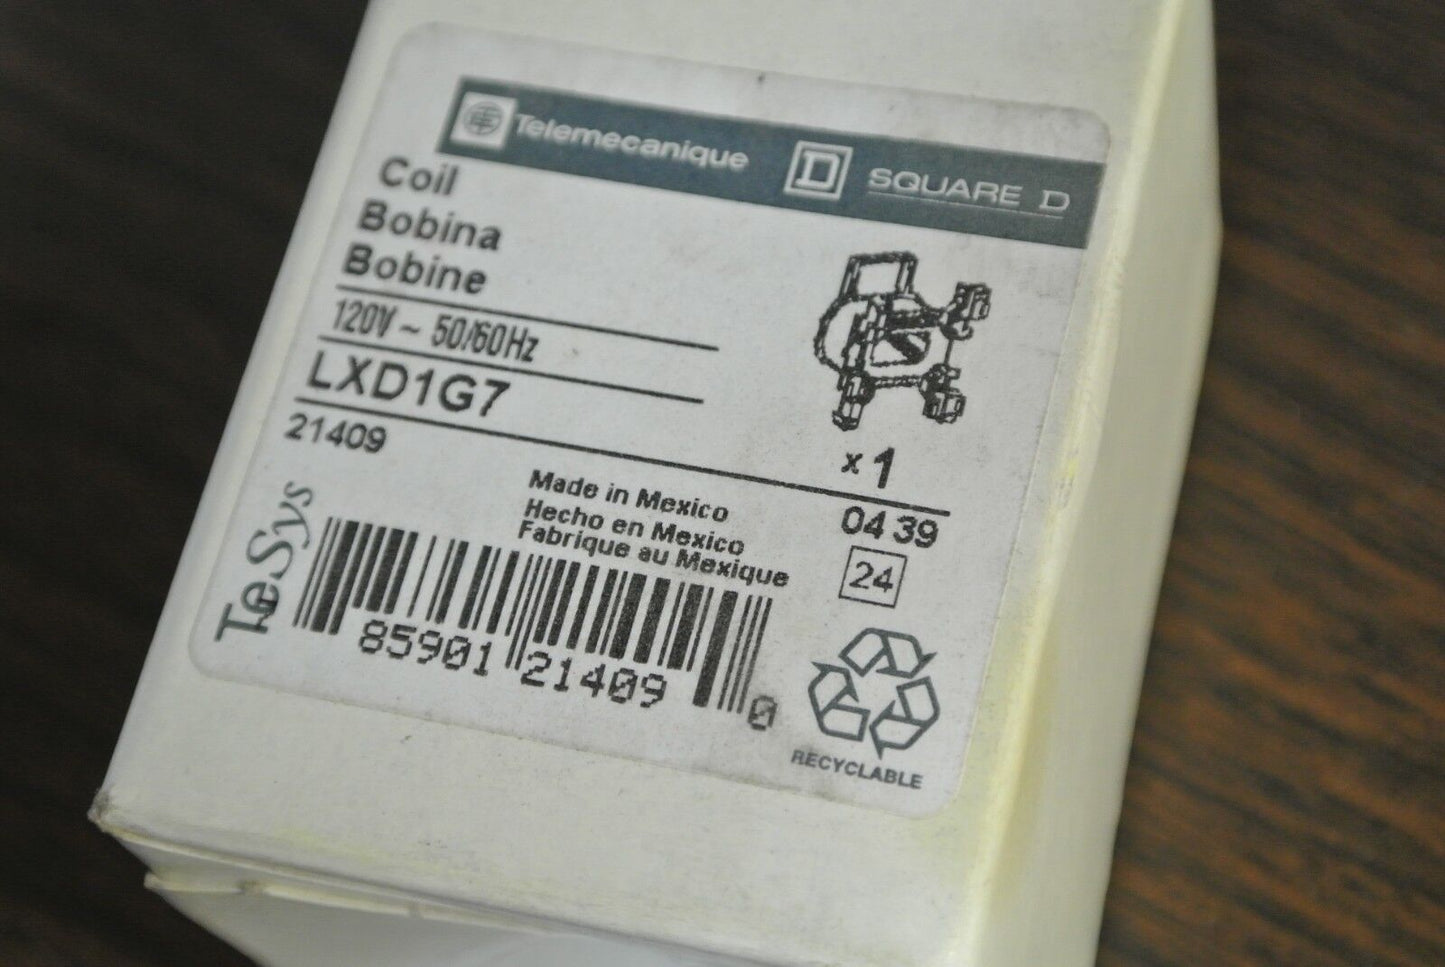 Telemecanique D SQUARE D
Coil
Bobina
Bobine
120V ~ 50/60Hz
LXD1G7
x 1
21409
04 39
Made in Mexico
Hecho en Mexico
Fabrique au Mexique
24
TeSys
85901 21409 0
RECYCLABLE